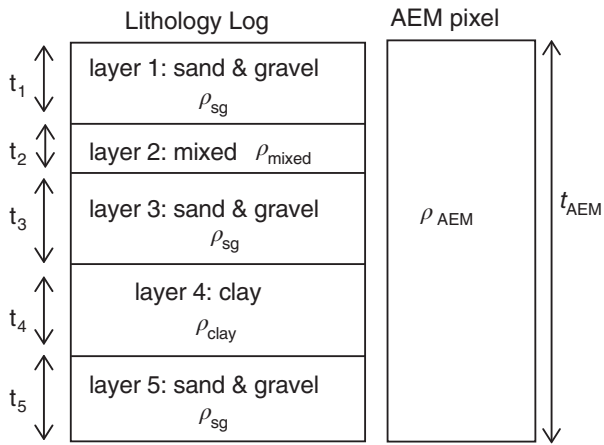 Lithology Log
AEM pixel
t₁
layer 1: sand & gravel
ρsg
t₂
layer 2: mixed ρmixed
t₃
layer 3: sand & gravel
ρsg
ρ AEM
tAEM
t₄
layer 4: clay
ρclay
t₅
layer 5: sand & gravel
ρsg